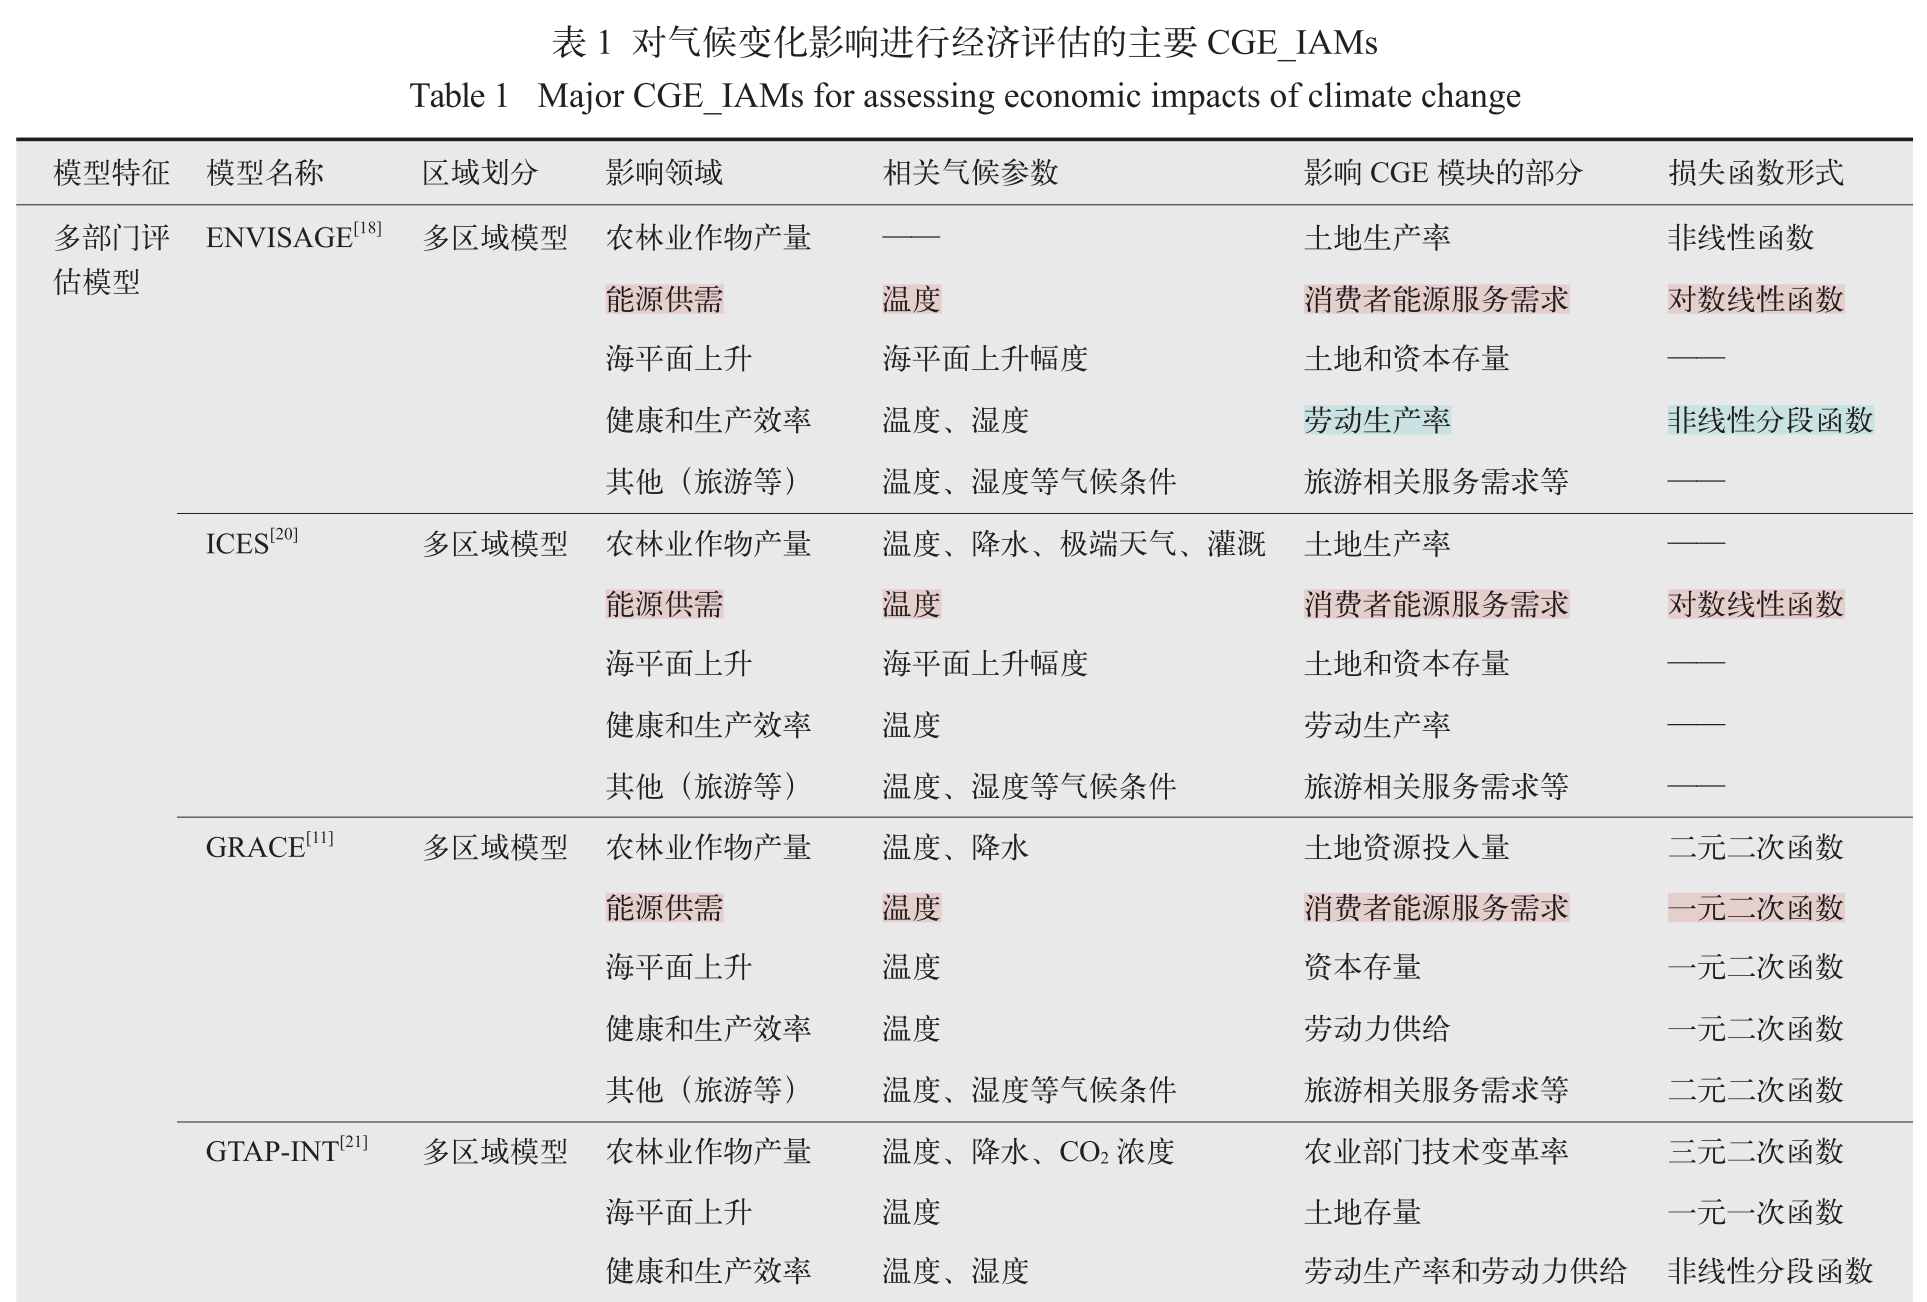 表 1 对气候变化影响进行经济评估的主要 CGE_IAMs
Table 1 Major CGE_IAMs for assessing economic impacts of climate change
模型特征 模型名称 区域划分 影响领域 相关气候参数 影响 CGE 模块的部分 损失函数形式
多部门评 ENVISAGE[18] 多区域模型 农林业作物产量 —— 土地生产率 非线性函数
估模型
能源供需 温度 消费者能源服务需求 对数线性函数
海平面上升 海平面上升幅度 土地和资本存量 ——
健康和生产效率 温度、湿度 劳动生产率 非线性分段函数
其他（旅游等） 温度、湿度等气候条件 旅游相关服务需求等 ——
ICES[20] 多区域模型 农林业作物产量 温度、降水、极端天气、灌溉 土地生产率 ——
能源供需 温度 消费者能源服务需求 对数线性函数
海平面上升 海平面上升幅度 土地和资本存量 ——
健康和生产效率 温度 劳动生产率 ——
其他（旅游等） 温度、湿度等气候条件 旅游相关服务需求等 ——
GRACE[11] 多区域模型 农林业作物产量 温度、降水 土地资源投入量 二元二次函数
能源供需 温度 消费者能源服务需求 一元二次函数
海平面上升 温度 资本存量 一元二次函数
健康和生产效率 温度 劳动力供给 一元二次函数
其他（旅游等） 温度、湿度等气候条件 旅游相关服务需求等 二元二次函数
GTAP-INT[21] 多区域模型 农林业作物产量 温度、降水、CO₂ 浓度 农业部门技术变革率 三元二次函数
海平面上升 温度 土地存量 一元一次函数
健康和生产效率 温度、湿度 劳动生产率和劳动力供给 非线性分段函数